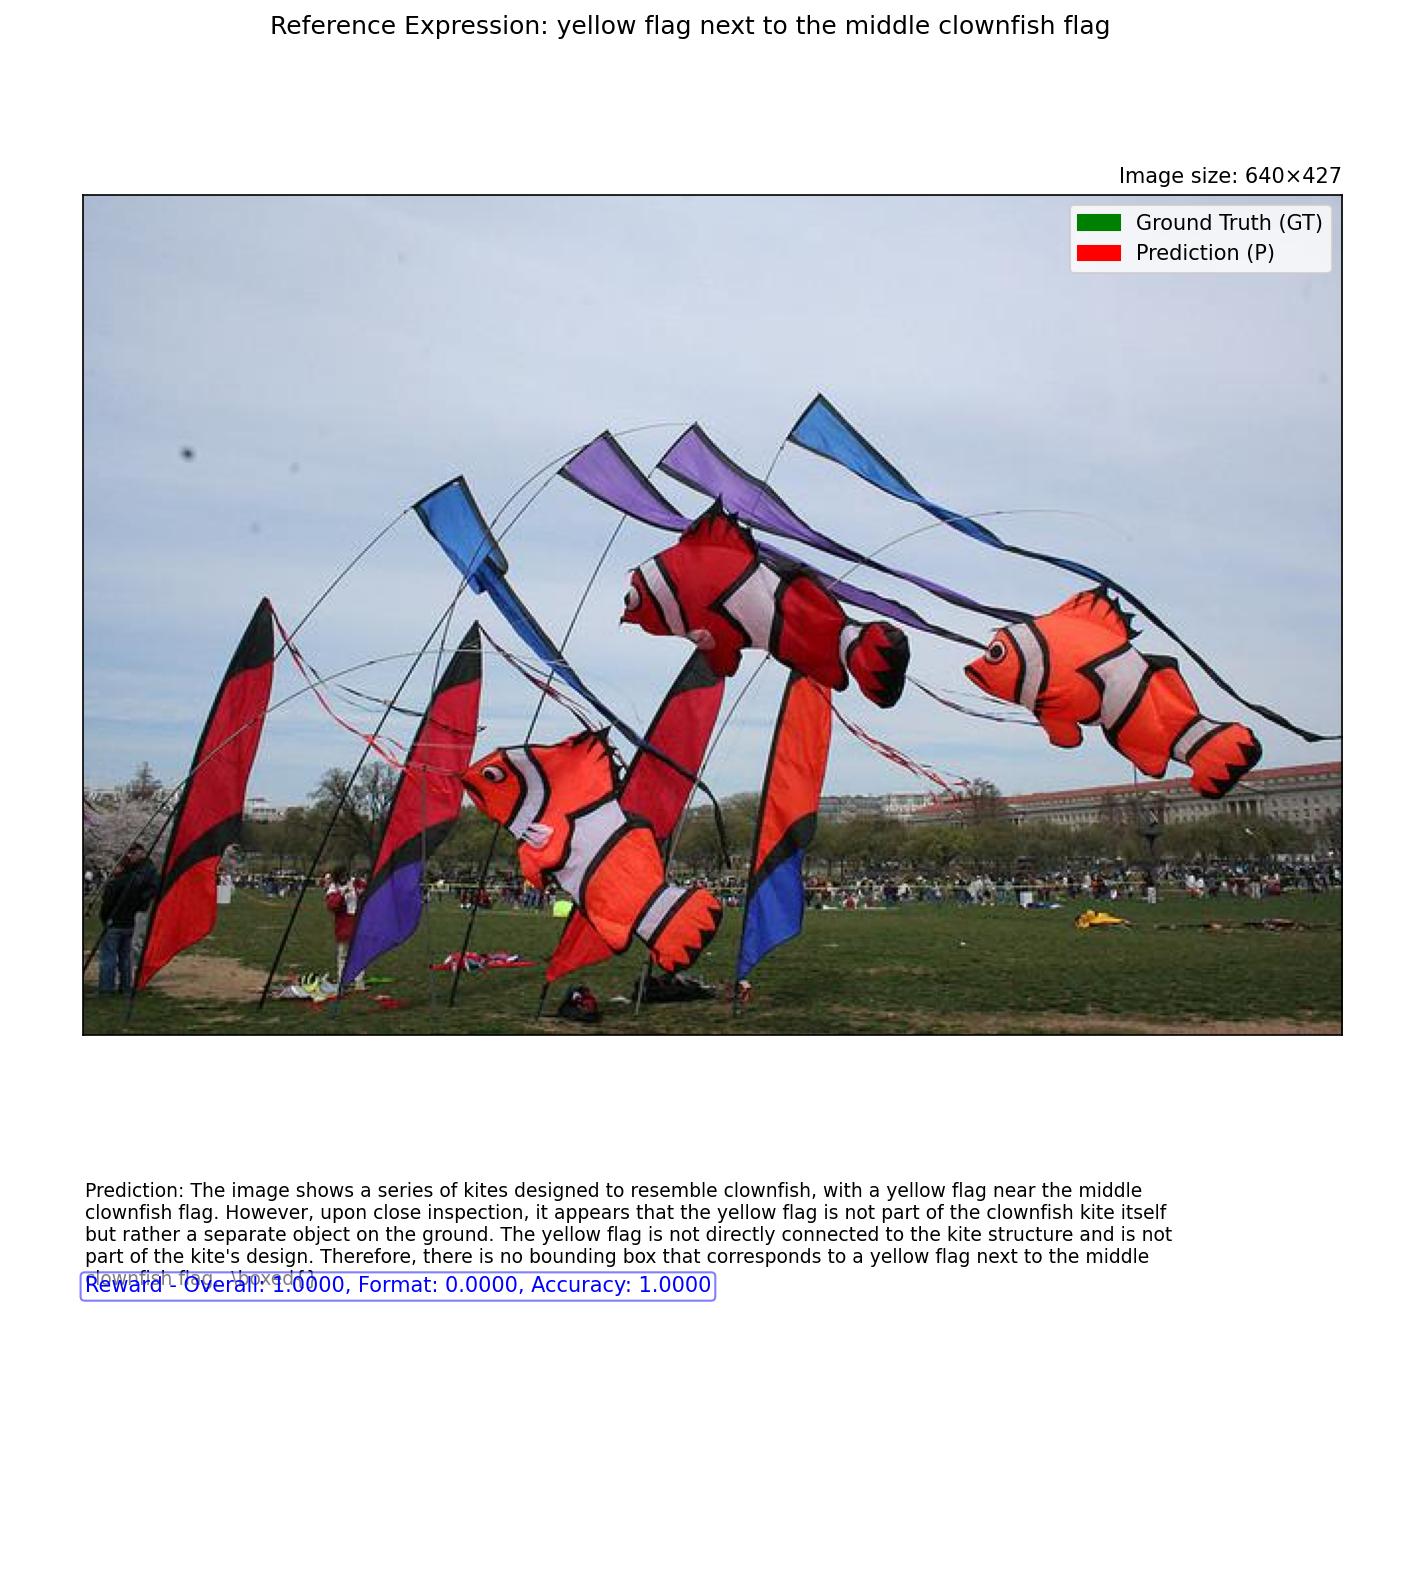 Reference Expression: yellow flag next to the middle clownfish flag
Image size: 640×427
Ground Truth (GT)
Prediction (P)
Prediction: The image shows a series of kites designed to resemble clownfish, with a yellow flag near the middle
clownfish flag. However, upon close inspection, it appears that the yellow flag is not part of the clownfish kite itself
but rather a separate object on the ground. The yellow flag is not directly connected to the kite structure and is not
part of the kite's design. Therefore, there is no bounding box that corresponds to a yellow flag next to the middle
clownfish flag. \boxed{}
Reward - Overall: 1.0000, Format: 0.0000, Accuracy: 1.0000